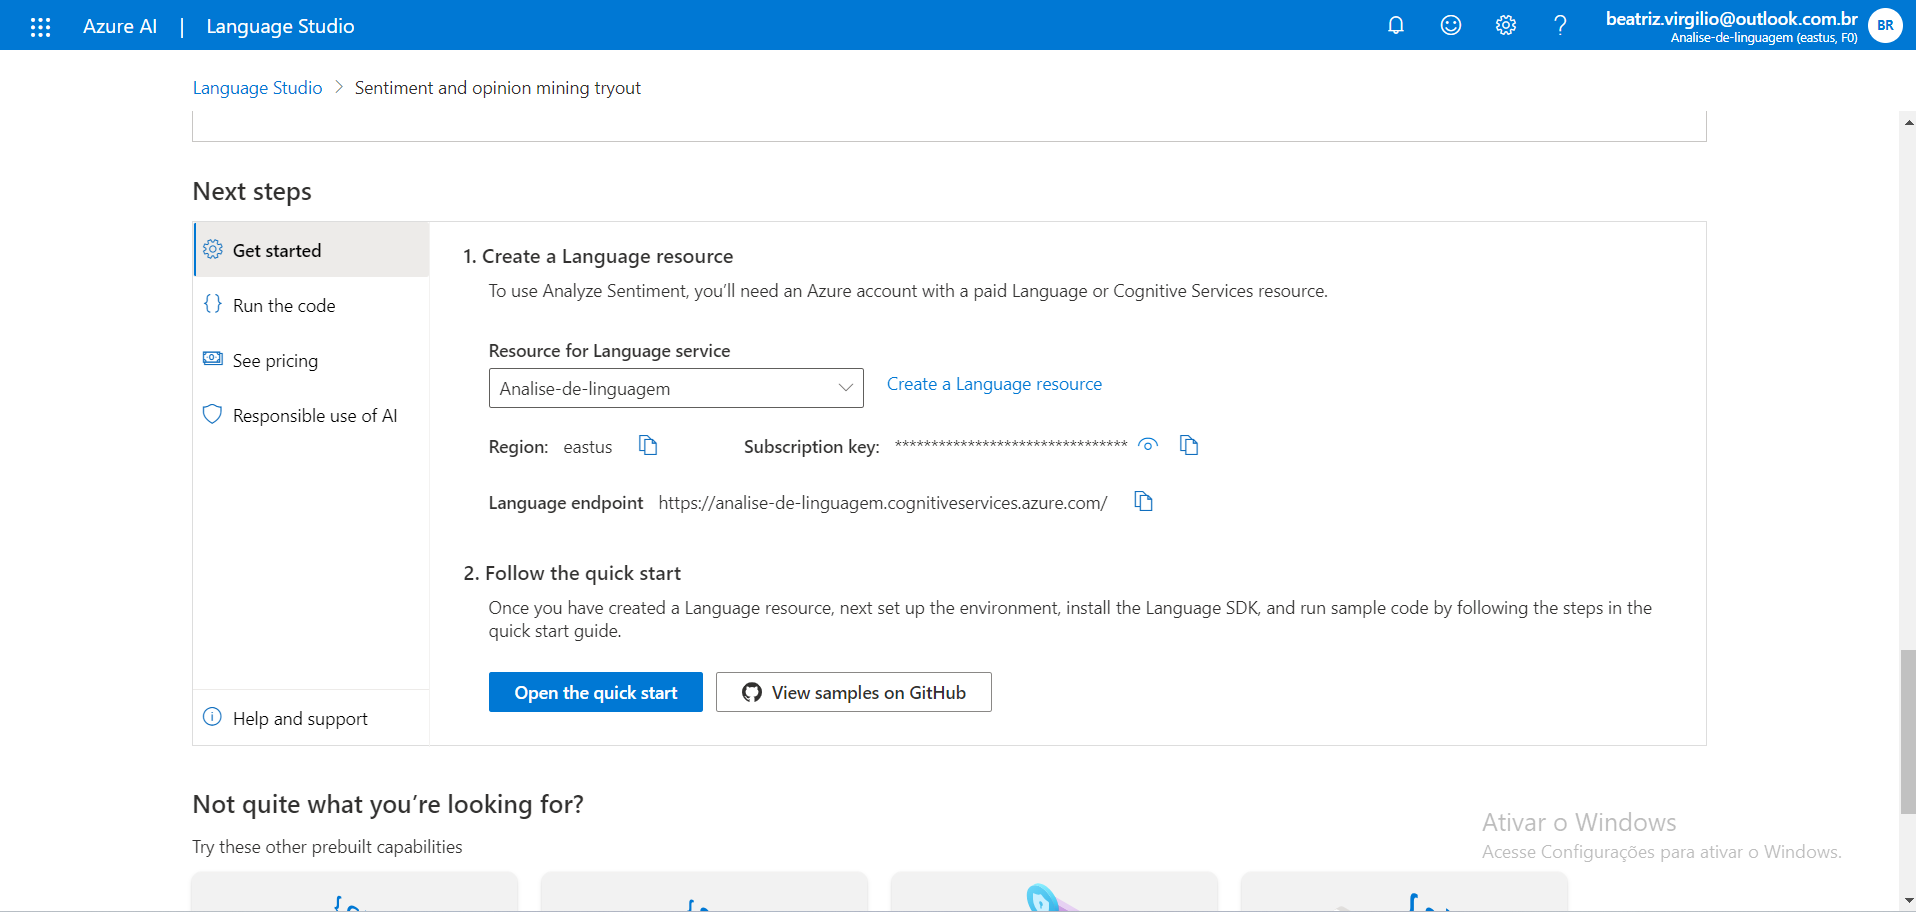 Azure AI | Language Studio
beatriz.virgilio@outlook.com.br
Analise-de-linguagem (eastus, F0)
BR
Language Studio > Sentiment and opinion mining tryout
Next steps
Get started
Run the code
See pricing
Responsible use of AI
Help and support
1. Create a Language resource
To use Analyze Sentiment, you’ll need an Azure account with a paid Language or Cognitive Services resource.
Resource for Language service
Analise-de-linguagem
Create a Language resource
Region: eastus
Subscription key: ********************************
Language endpoint https://analise-de-linguagem.cognitiveservices.azure.com/
2. Follow the quick start
Once you have created a Language resource, next set up the environment, install the Language SDK, and run sample code by following the steps in the
quick start guide.
Open the quick start
View samples on GitHub
Not quite what you’re looking for?
Try these other prebuilt capabilities
Ativar o Windows
Acesse Configurações para ativar o Windows.